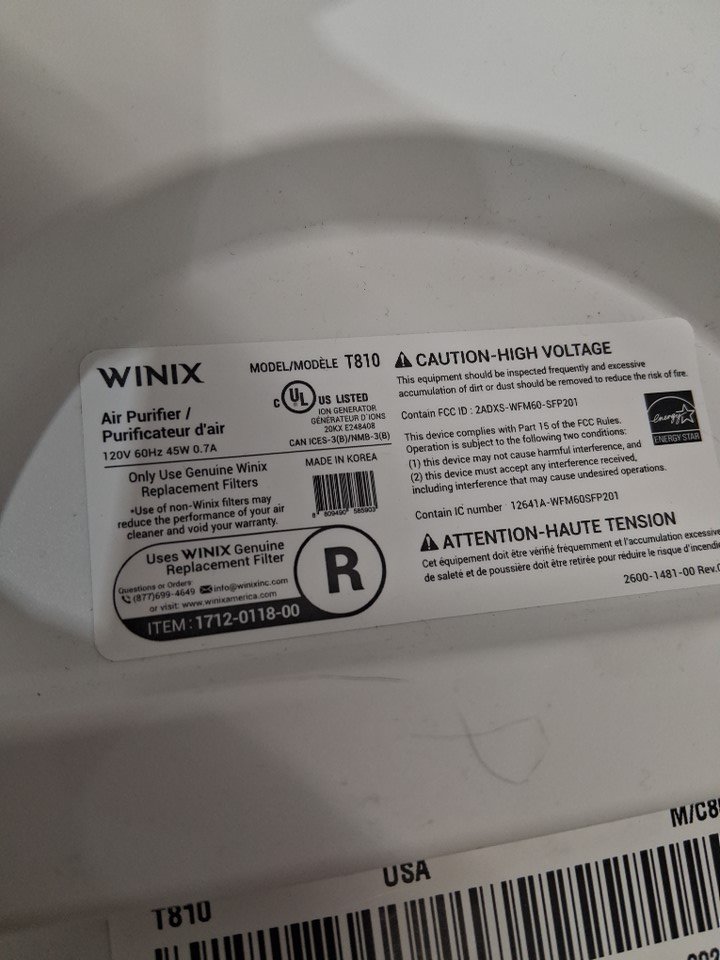 WINIX
MODEL/MODÈLE T810
Air Purifier /
Purificateur d'air
120V 60Hz 45W 0.7A
C UL US LISTED
ION GENERATOR
GÉNÉRATEUR D'IONS
20KX E248408
CAN ICES-3(B)/NMB-3(B)
Only Use Genuine Winix
Replacement Filters
•Use of non-Winix filters may
reduce the performance of your air
cleaner and void your warranty.
MADE IN KOREA
8 809490 585903
Uses WINIX Genuine
Replacement Filter
Questions or Orders:
(877)699-4649 info@winixinc.com
or visit: www.winixamerica.com
ITEM : 1712-0118-00
R
CAUTION-HIGH VOLTAGE
This equipment should be inspected frequently and excessive
accumulation of dirt or dust should be removed to reduce the risk of fire.
Contain FCC ID : 2ADXS-WFM60-SFP201
This device complies with Part 15 of the FCC Rules.
Operation is subject to the following two conditions:
(1) this device may not cause harmful interference, and
(2) this device must accept any interference received,
including interference that may cause undesired operations.
energy
ENERGY STAR
Contain IC number 12641A-WFM60SFP201
ATTENTION-HAUTE TENSION
Cet équipement doit être vérifié fréquemment et l'accumulation excessive
de saleté et de poussière doit être retirée pour réduire le risque d'incendie
2600-1481-00 Rev.
M/C8
USA
T810